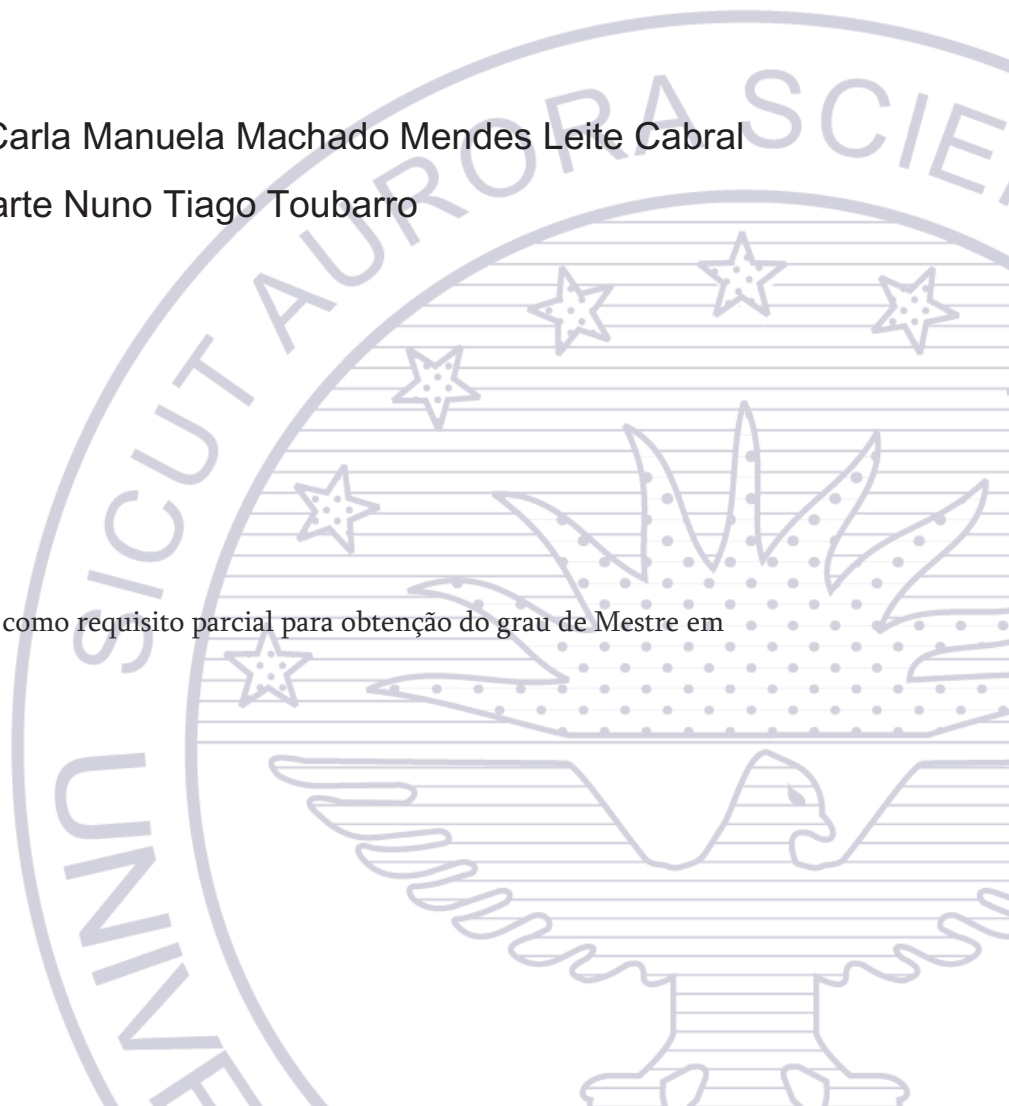 Carla Manuela Machado Mendes Leite Cabral
arte Nuno Tiago Toubarro
como requisito parcial para obtenção do grau de Mestre em
SICUT AURORA SCIE
UNIVE